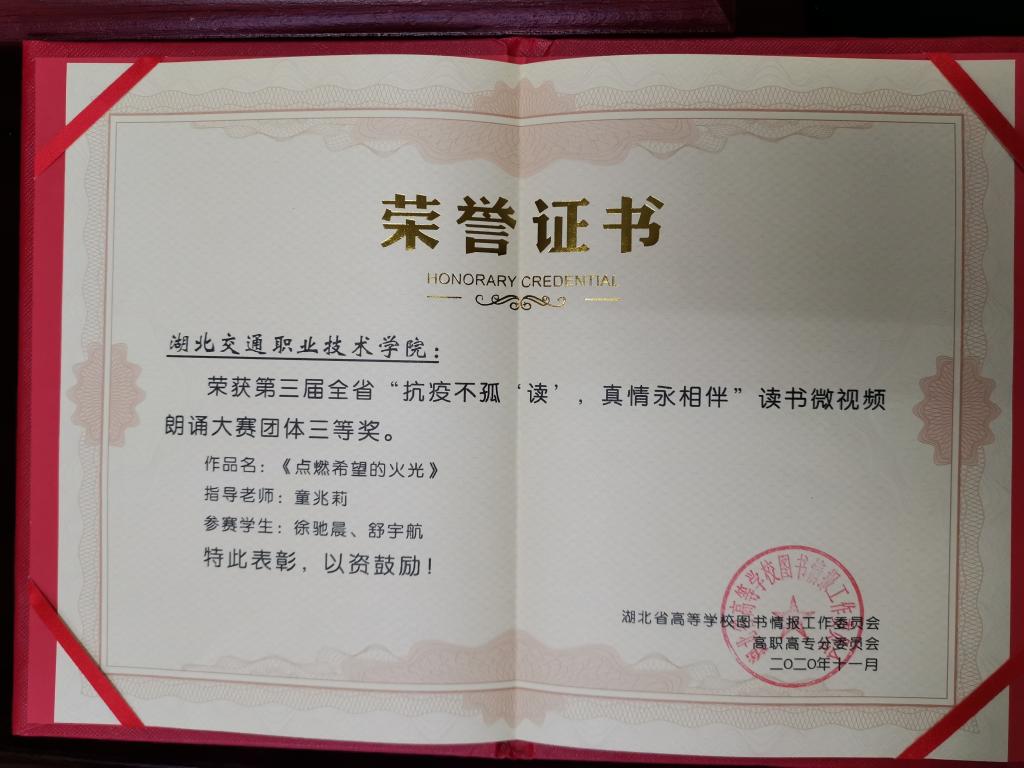 荣誉证书
HONORARY CREDENTIAL
湖北交通职业技术学院：
荣获第三届全省“抗疫不孤‘读’，真情永相伴”读书微视频
朗诵大赛团体三等奖。
作品名：《点燃希望的火光》
指导老师：童兆莉
参赛学生：徐驰晨、舒宇航
特此表彰，以资鼓励！
湖北省高等学校图书情报工作委员会
高职高专分委员会
二〇二〇年十一月